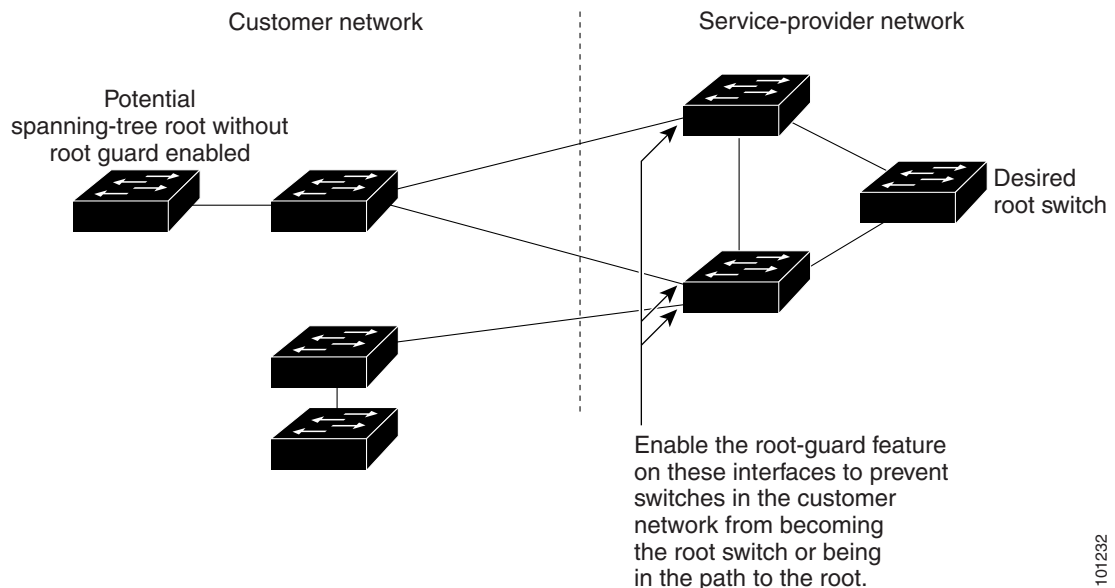 Customer network
Service-provider network
Potential
spanning-tree root without
root guard enabled
Desired
root switch
Enable the root-guard feature
on these interfaces to prevent
switches in the customer
network from becoming
the root switch or being
in the path to the root.
101232